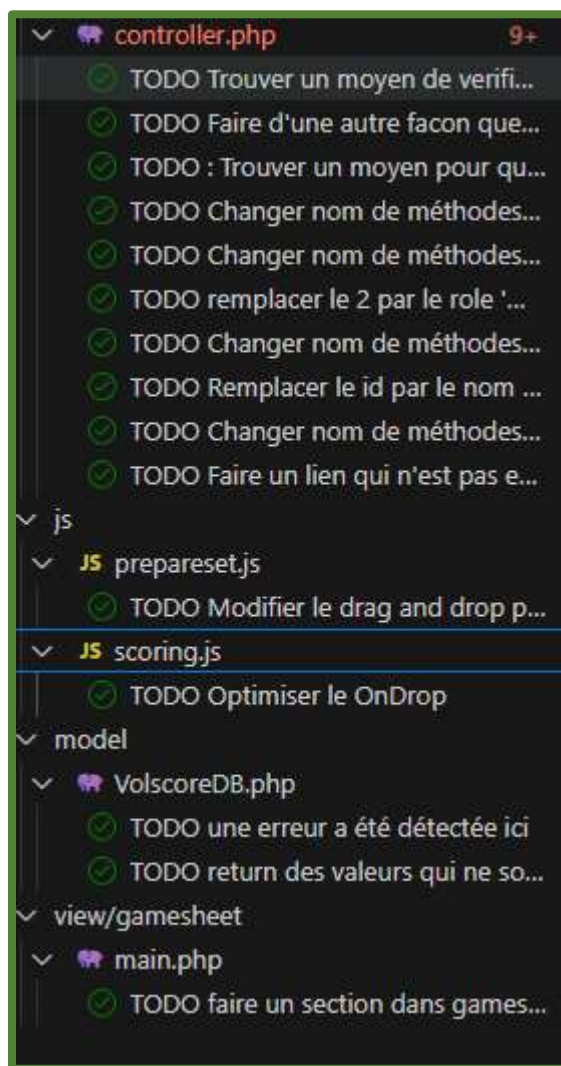 controller.php 9+
TODO Trouver un moyen de verifi...
TODO Faire d'une autre facon que...
TODO : Trouver un moyen pour qu...
TODO Changer nom de méthodes...
TODO Changer nom de méthodes...
TODO remplacer le 2 par le role '...
TODO Changer nom de méthodes...
TODO Remplacer le id par le nom ...
TODO Changer nom de méthodes...
TODO Faire un lien qui n'est pas e...
js
JS prepareset.js
TODO Modifier le drag and drop p...
JS scoring.js
TODO Optimiser le OnDrop
model
VolscoreDB.php
TODO une erreur a été détectée ici
TODO return des valeurs qui ne so...
view/gamesheet
main.php
TODO faire un section dans games...